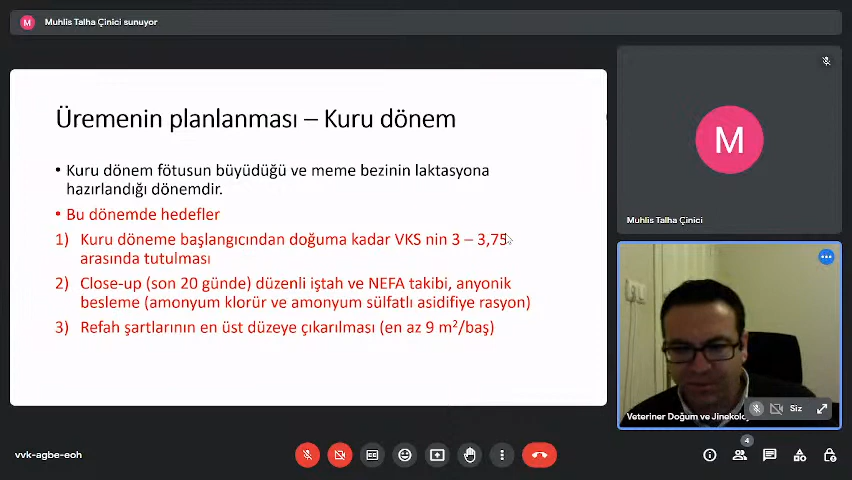 M Muhlis Talha Çinici sunuyor
Üremenin planlanması – Kuru dönem
• Kuru dönem fötusun büyüdüğü ve meme bezinin laktasyona
hazırlandığı dönemdir.
• Bu dönemde hedefler
1) Kuru döneme başlangıcından doğuma kadar VKS nin 3 – 3,75
arasında tutulması
2) Close-up (son 20 günde) düzenli iştah ve NEFA takibi, anyonik
besleme (amonyum klorür ve amonyum sülfatlı asidifiye rasyon)
3) Refah şartlarının en üst düzeye çıkarılması (en az 9 m²/baş)
M
Muhlis Talha Çinici
Veteriner Doğum ve Jinekoloj
Siz
vvk-agbe-eoh
4